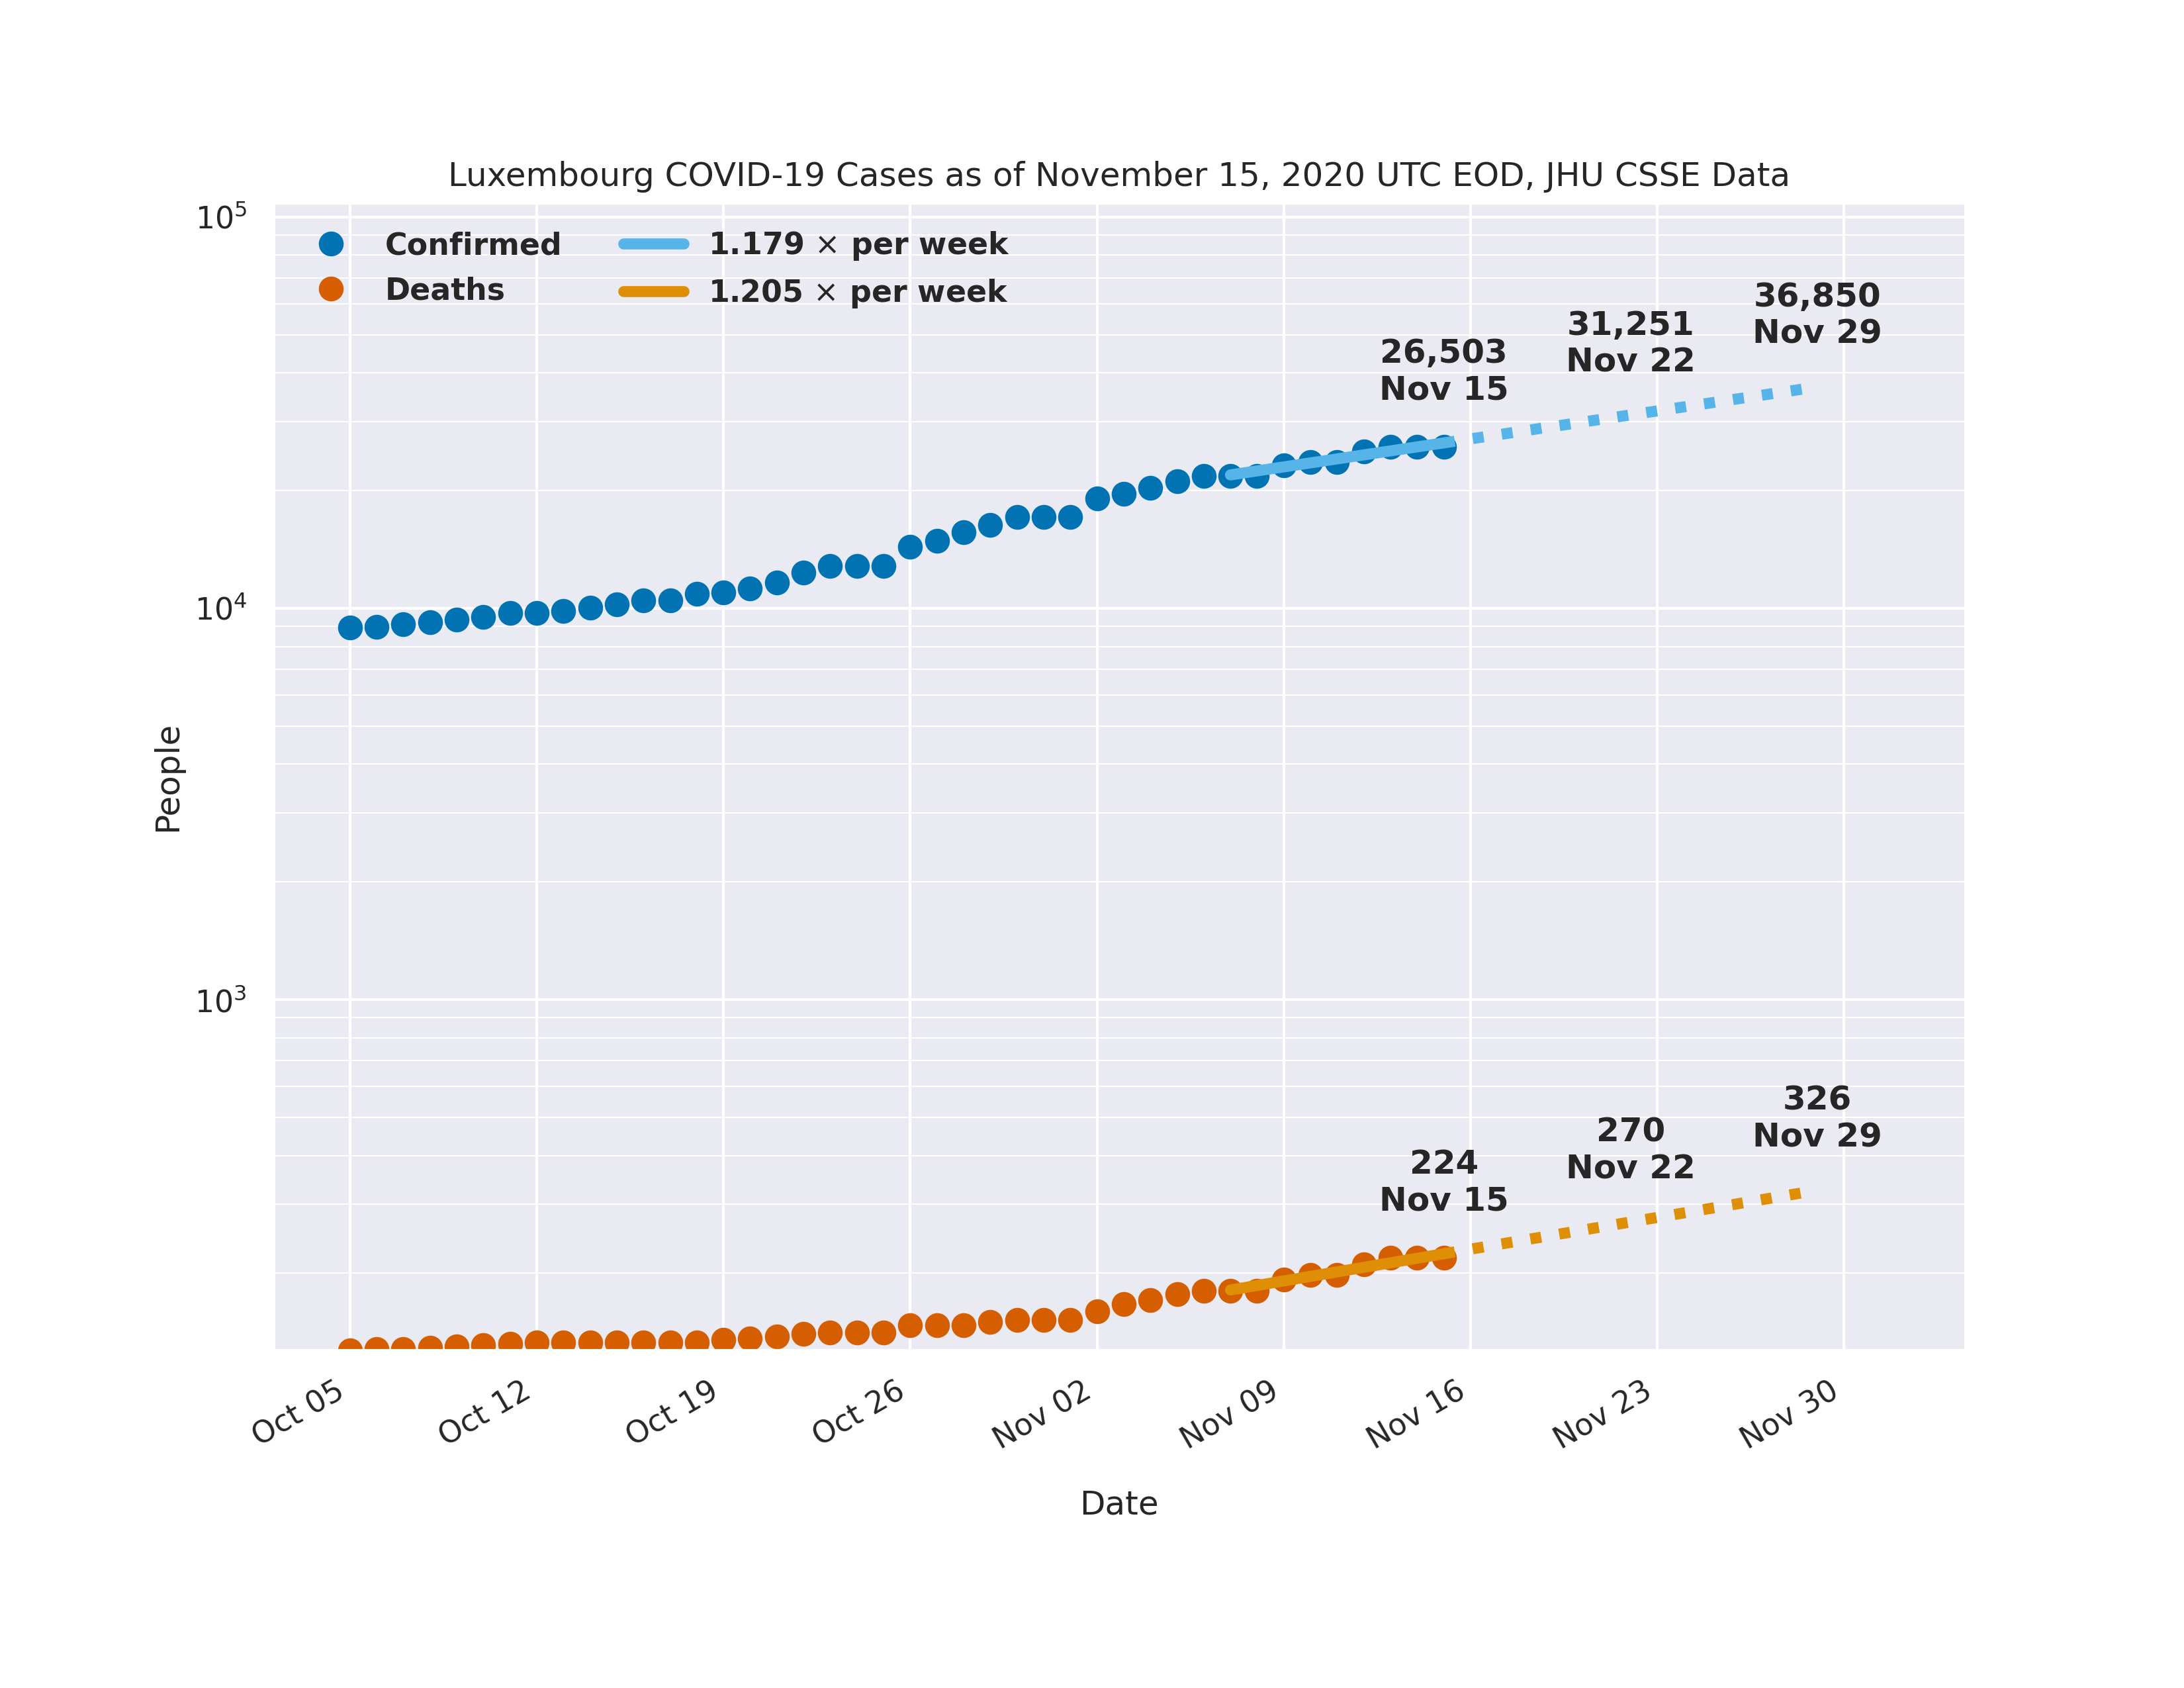 Luxembourg COVID-19 Cases as of November 15, 2020 UTC EOD, JHU CSSE Data
10⁵
Confirmed
Deaths
1.179 × per week
1.205 × per week
36,850
Nov 29
31,251
Nov 22
26,503
Nov 15
10⁴
People
10³
326
Nov 29
270
Nov 22
224
Nov 15
Oct 05
Oct 12
Oct 19
Oct 26
Nov 02
Nov 09
Nov 16
Nov 23
Nov 30
Date